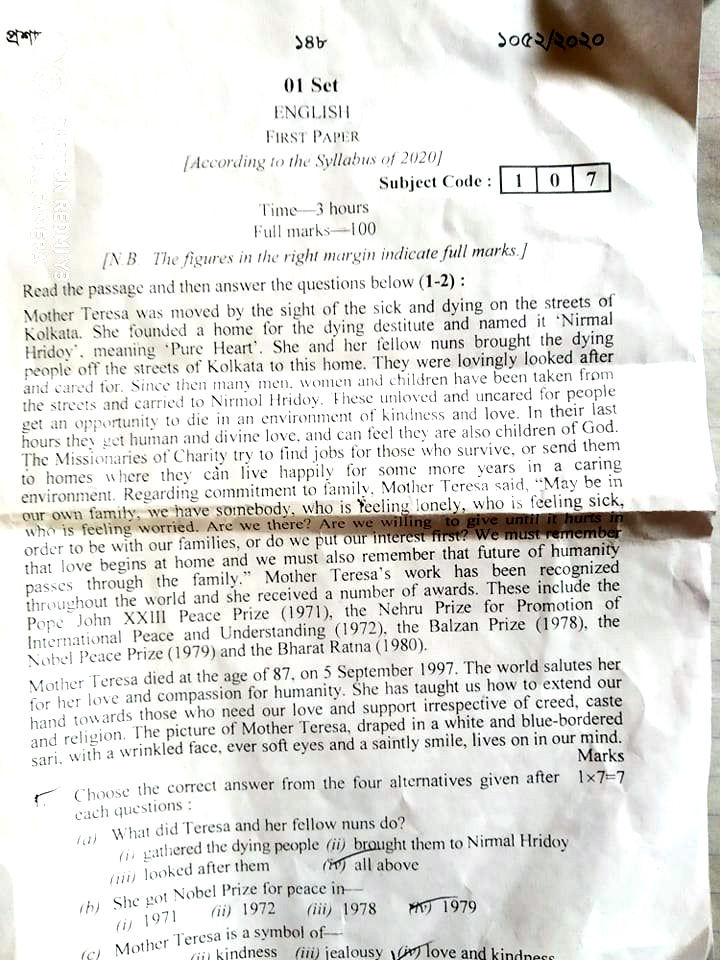 প্রশ্ন
১৪৮
১০৫২/২০২০
01 Set
ENGLISH
FIRST PAPER
[According to the Syllabus of 2020]
Subject Code : 1 0 7
Time—3 hours
Full marks—100
[N.B The figures in the right margin indicate full marks.]
Read the passage and then answer the questions below (1-2) :
Mother Teresa was moved by the sight of the sick and dying on the streets of
Kolkata. She founded a home for the dying destitute and named it ‘Nirmal
Hridoy’, meaning ‘Pure Heart’. She and her fellow nuns brought the dying
people off the streets of Kolkata to this home. They were lovingly looked after
and cared for. Since then many men, women and children have been taken from
the streets and carried to Nirmol Hridoy. These unloved and uncared for people
get an opportunity to die in an environment of kindness and love. In their last
hours they get human and divine love, and can feel they are also children of God.
The Missionaries of Charity try to find jobs for those who survive, or send them
to homes where they can live happily for some more years in a caring
environment. Regarding commitment to family, Mother Teresa said, “May be in
our own family, we have somebody, who is feeling lonely, who is feeling sick,
who is feeling worried. Are we there? Are we willing to give until it hurts in
order to be with our families, or do we put our interest first? We must remember
that love begins at home and we must also remember that future of humanity
passes through the family.” Mother Teresa’s work has been recognized
throughout the world and she received a number of awards. These include the
Pope John XXIII Peace Prize (1971), the Nehru Prize for Promotion of
International Peace and Understanding (1972), the Balzan Prize (1978), the
Nobel Peace Prize (1979) and the Bharat Ratna (1980).
Mother Teresa died at the age of 87, on 5 September 1997. The world salutes her
for her love and compassion for humanity. She has taught us how to extend our
hand towards those who need our love and support irrespective of creed, caste
and religion. The picture of Mother Teresa, draped in a white and blue-bordered
sari, with a wrinkled face, ever soft eyes and a saintly smile, lives on in our mind.
Marks
1. Choose the correct answer from the four alternatives given after 1×7=7
each questions :
(a) What did Teresa and her fellow nuns do?
(i) gathered the dying people (ii) brought them to Nirmal Hridoy
(iii) looked after them (iv) all above
(b) She got Nobel Prize for peace in—
(i) 1971 (ii) 1972 (iii) 1978 (iv) 1979
(c) Mother Teresa is a symbol of—
(ii) kindness (iii) jealousy (iv) love and kindness